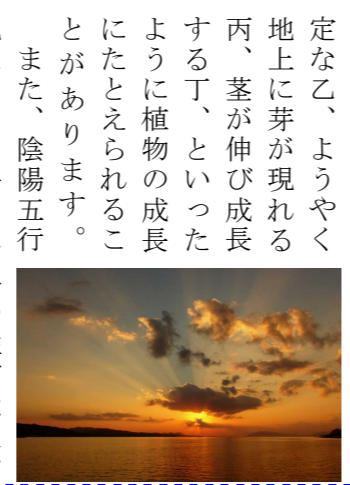 定な乙、ようやく
地上に芽が現れる
丙、茎が伸び成長
する丁、といった
ように植物の成長
にたとえられるこ
とがあります。
また、陰陽五行